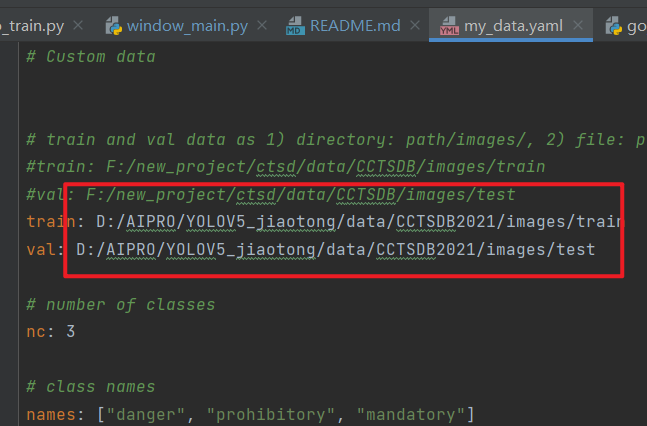 o_train.py
window_main.py
README.md
my_data.yaml
go
# Custom data
# train and val data as 1) directory: path/images/, 2) file: p
#train: F:/new_project/ctsd/data/CCTSDB/images/train
#val: F:/new_project/ctsd/data/CCTSDB/images/test
train: D:/AIPRO/YOLOV5_jiaotong/data/CCTSDB2021/images/train
val: D:/AIPRO/YOLOV5_jiaotong/data/CCTSDB2021/images/test
# number of classes
nc: 3
# class names
names: ["danger", "prohibitory", "mandatory"]